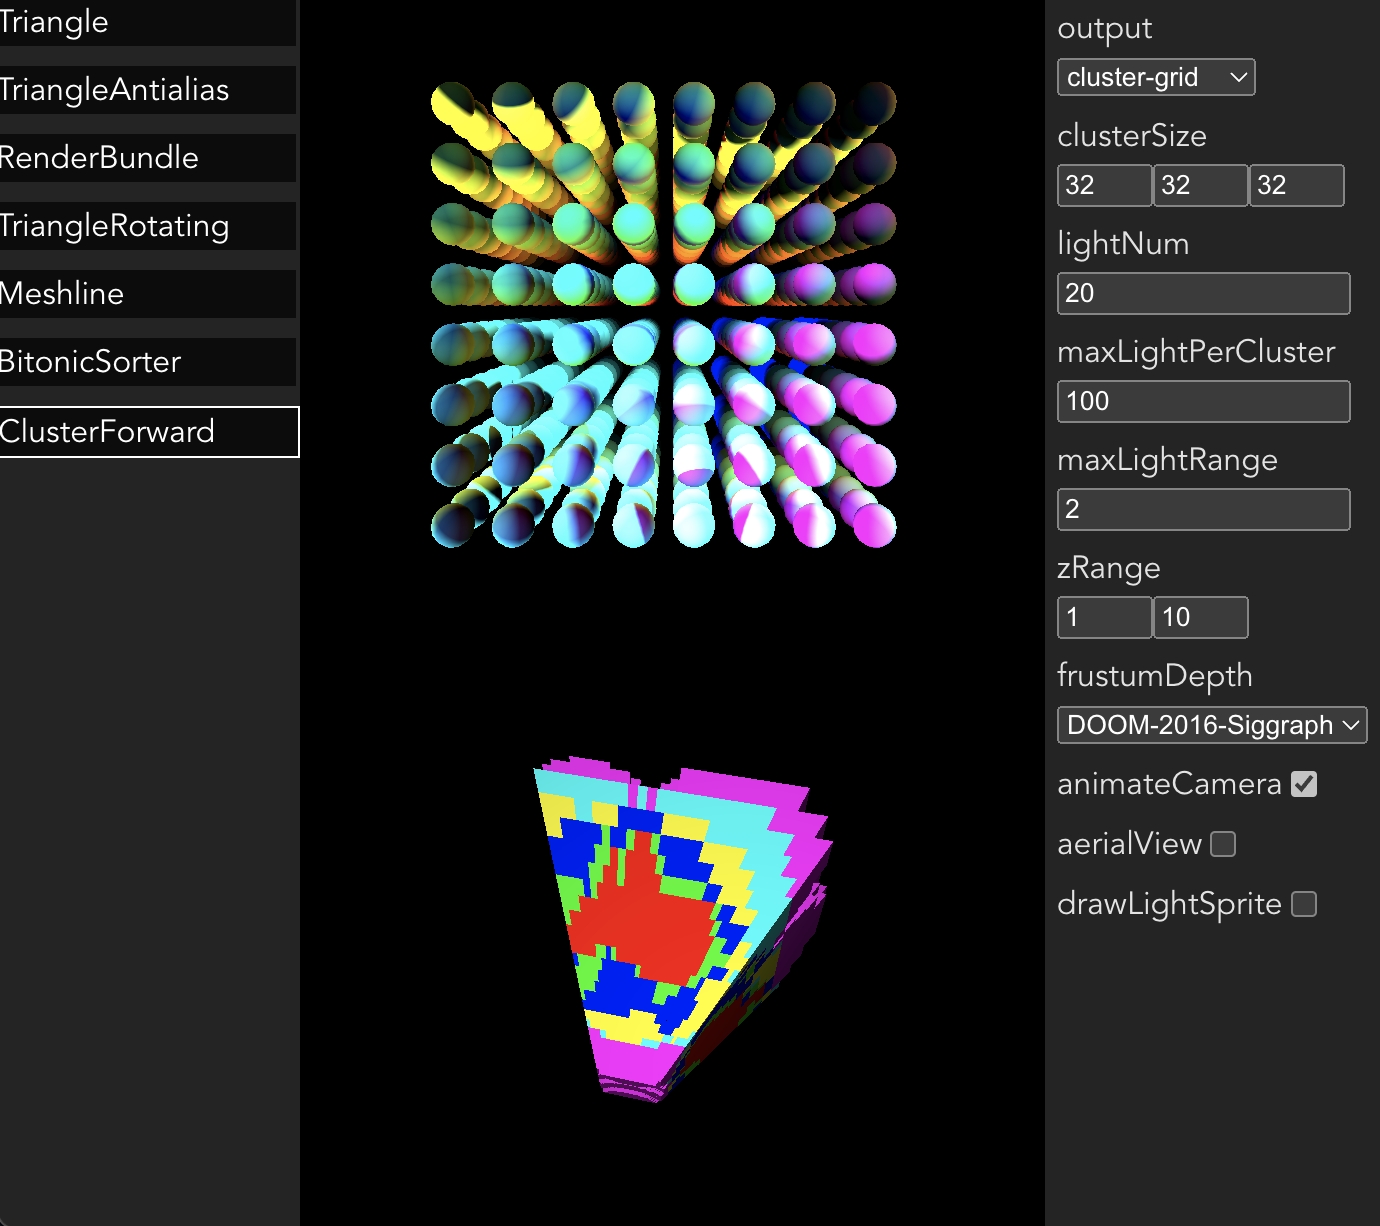 Triangle
TriangleAntialias
RenderBundle
TriangleRotating
Meshline
BitonicSorter
ClusterForward
output
cluster-grid
clusterSize
32 32 32
lightNum
20
maxLightPerCluster
100
maxLightRange
2
zRange
1 10
frustumDepth
DOOM-2016-Siggraph
animateCamera
aerialView
drawLightSprite